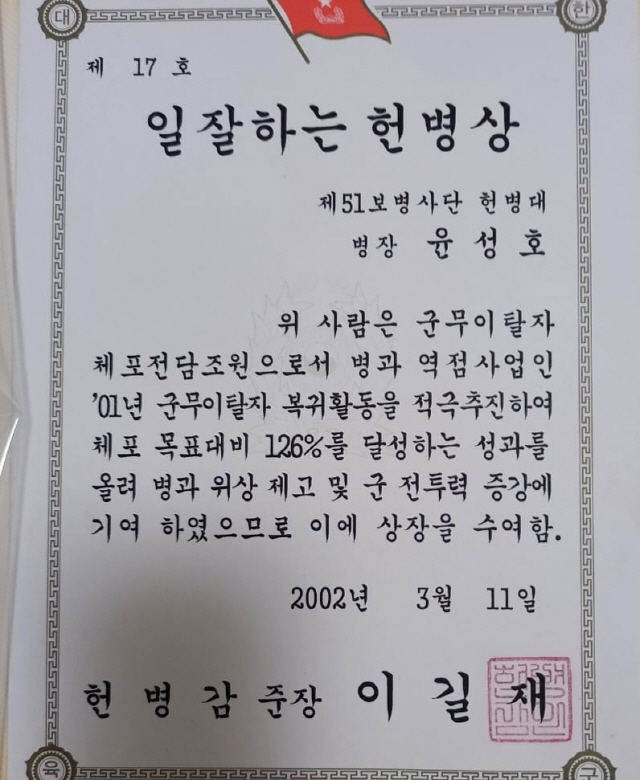 대
한
제 17 호
일 잘하는 헌병상
제51보병사단 헌병대
병장 윤성호
위 사람은 군무이탈자
체포전담조원으로서 병과 역점사업인
'01년 군무이탈자 복귀활동을 적극추진하여
체포 목표대비 126%를 달성하는 성과를
올려 병과 위상 제고 및 군 전투력 증강에
기여 하였으므로 이에 상장을 수여함.
2002년 3월 11일
헌병감 준장 이길재
육